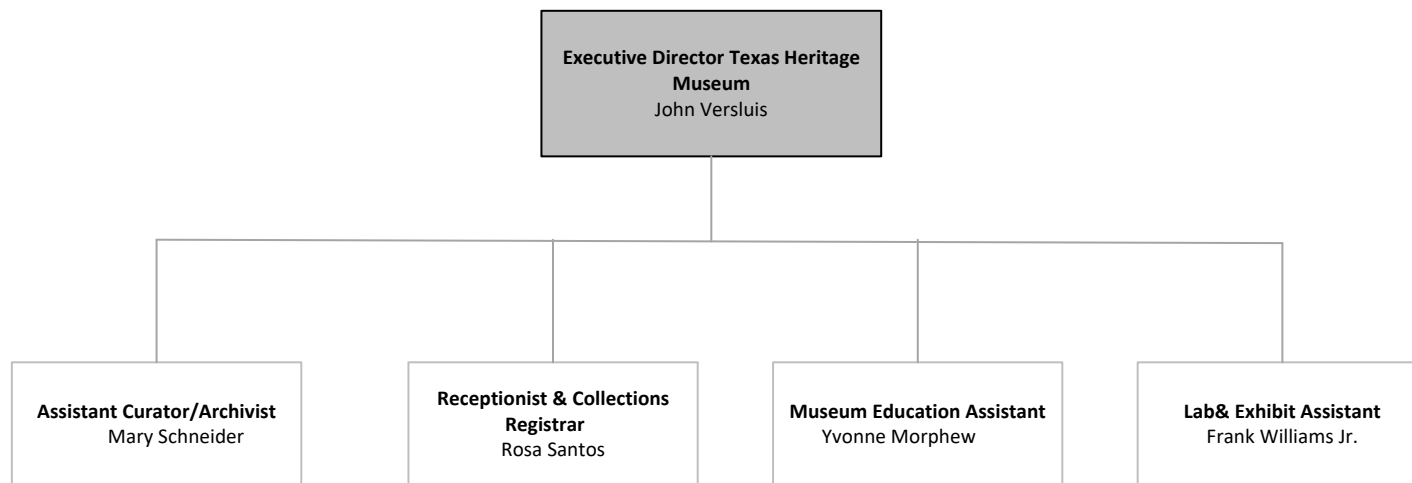 Executive Director Texas Heritage
Museum
John Versluis
Assistant Curator/Archivist
Mary Schneider
Receptionist & Collections
Registrar
Rosa Santos
Museum Education Assistant
Yvonne Morphew
Lab& Exhibit Assistant
Frank Williams Jr.